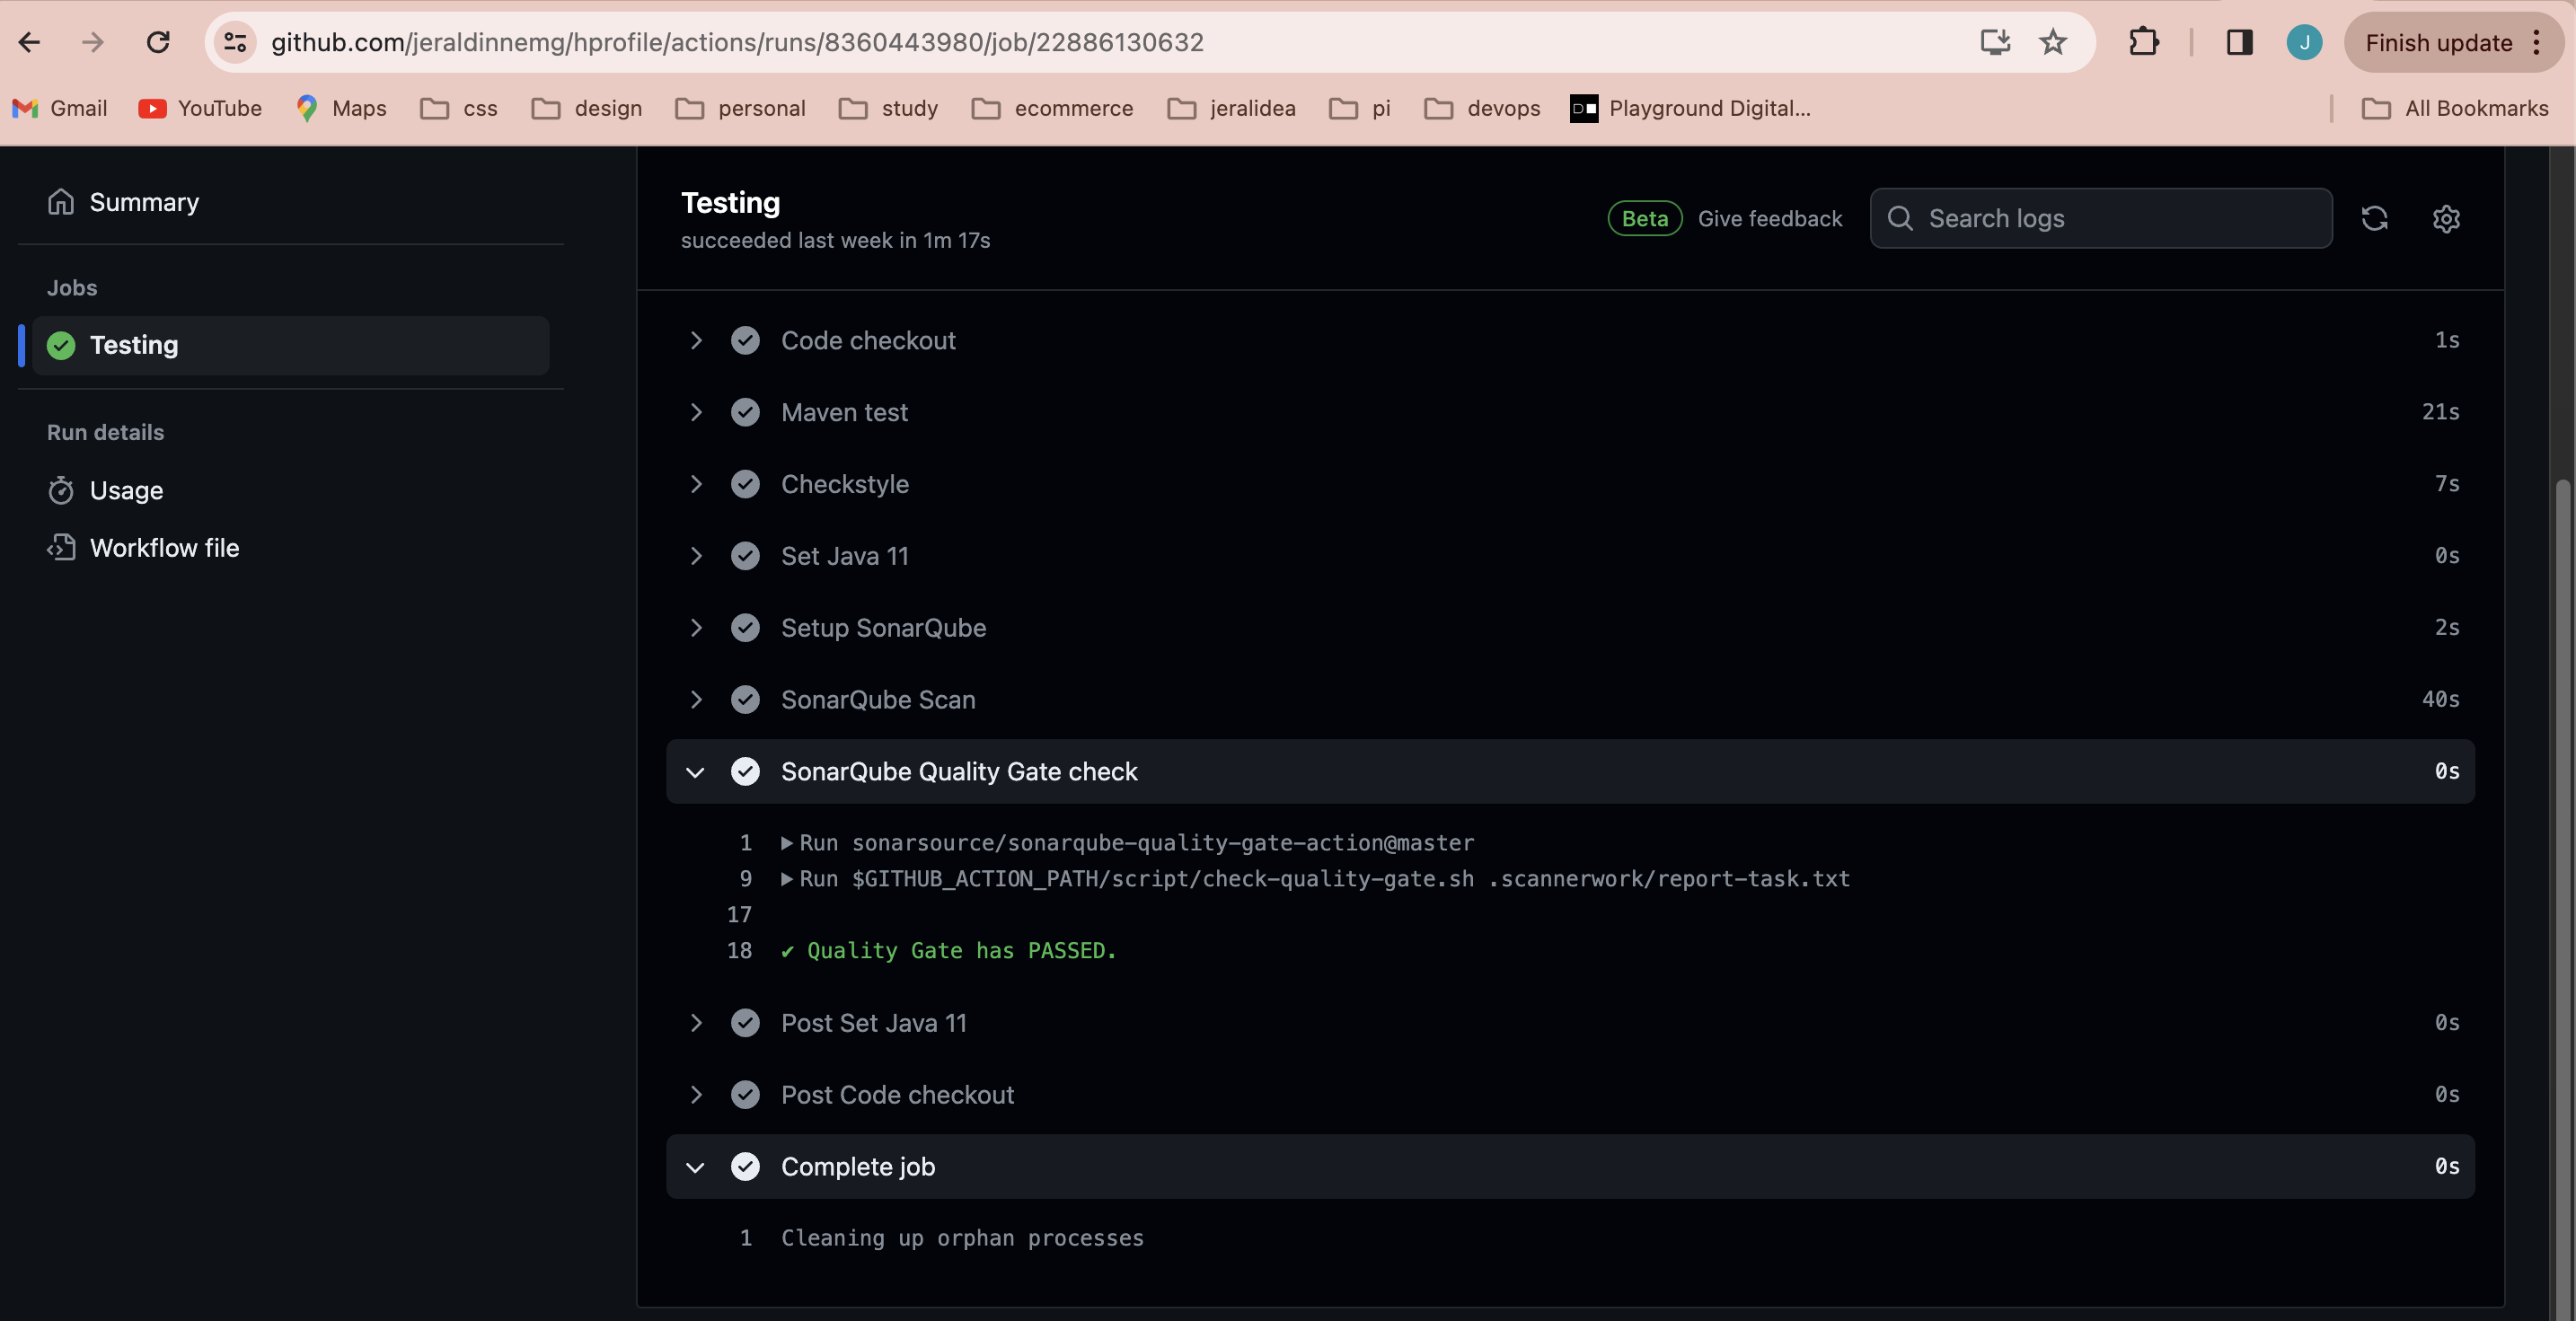 github.com/jeraldinnemg/hprofile/actions/runs/8360443980/job/22886130632
J
Finish update
Gmail
YouTube
Maps
css
design
personal
study
ecommerce
jeralidea
pi
devops
Playground Digital...
All Bookmarks
Summary
Jobs
Testing
Run details
Usage
Workflow file
Testing
succeeded last week in 1m 17s
Beta
Give feedback
Search logs
Code checkout 1s
Maven test 21s
Checkstyle 7s
Set Java 11 0s
Setup SonarQube 2s
SonarQube Scan 40s
SonarQube Quality Gate check 0s
1 ▶Run sonarsource/sonarqube-quality-gate-action@master
9 ▶Run $GITHUB_ACTION_PATH/script/check-quality-gate.sh .scannerwork/report-task.txt
17
18 ✔ Quality Gate has PASSED.
Post Set Java 11 0s
Post Code checkout 0s
Complete job 0s
1 Cleaning up orphan processes